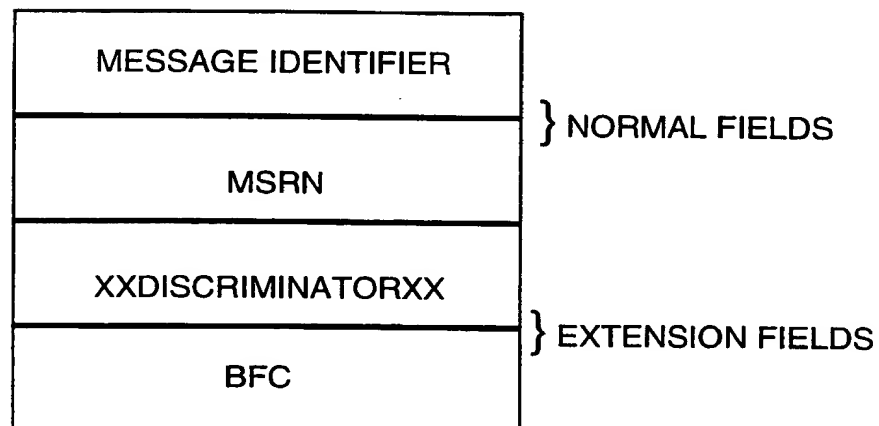 MESSAGE IDENTIFIER
} NORMAL FIELDS
MSRN
XXDISCRIMINATORXX
} EXTENSION FIELDS
BFC